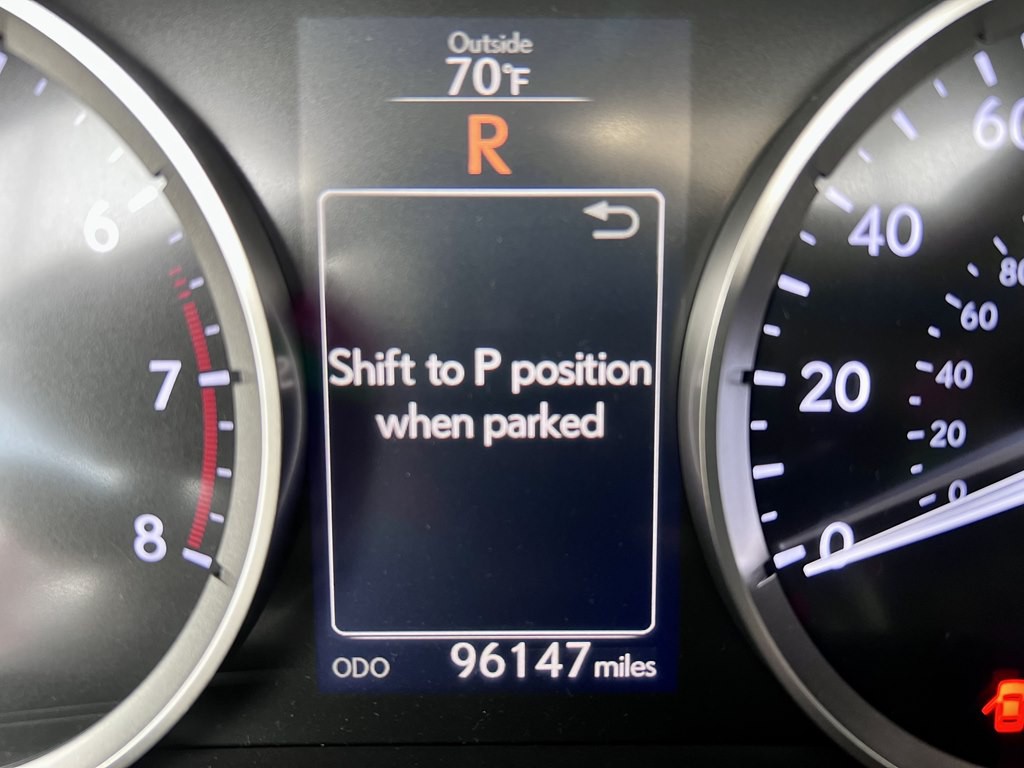 Outside
70°F
R
Shift to P position
when parked
ODO 96147 miles
6
7
8
60
40
20
0
80
60
40
20
0